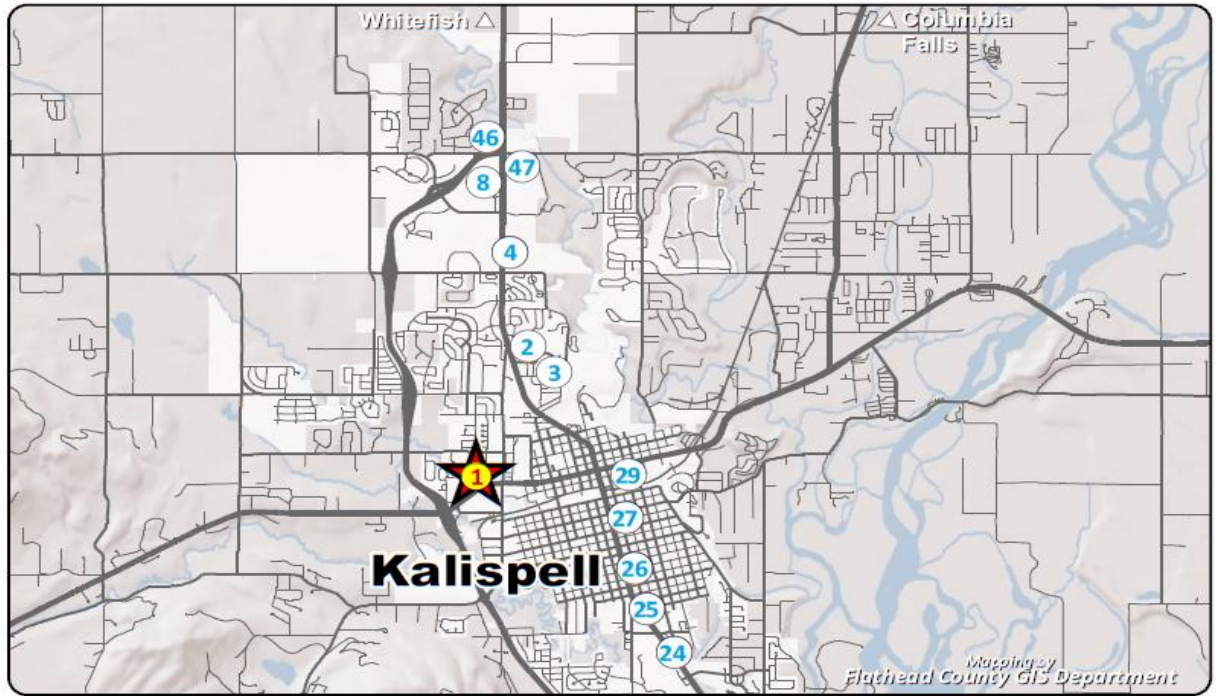 Whitefish △
△ Columbia
Falls
46
47
8
4
2
3
1
29
27
Kalispell
26
25
24
Mapping by
Flathead County GIS Department